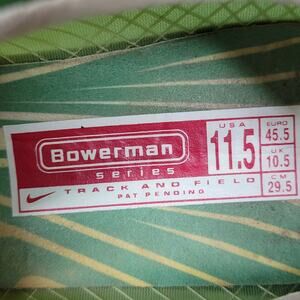 Bowerman
series
TRACK AND FIELD
PAT PENDING
USA
11.5
EURO
45.5
UK
10.5
CM
29.5